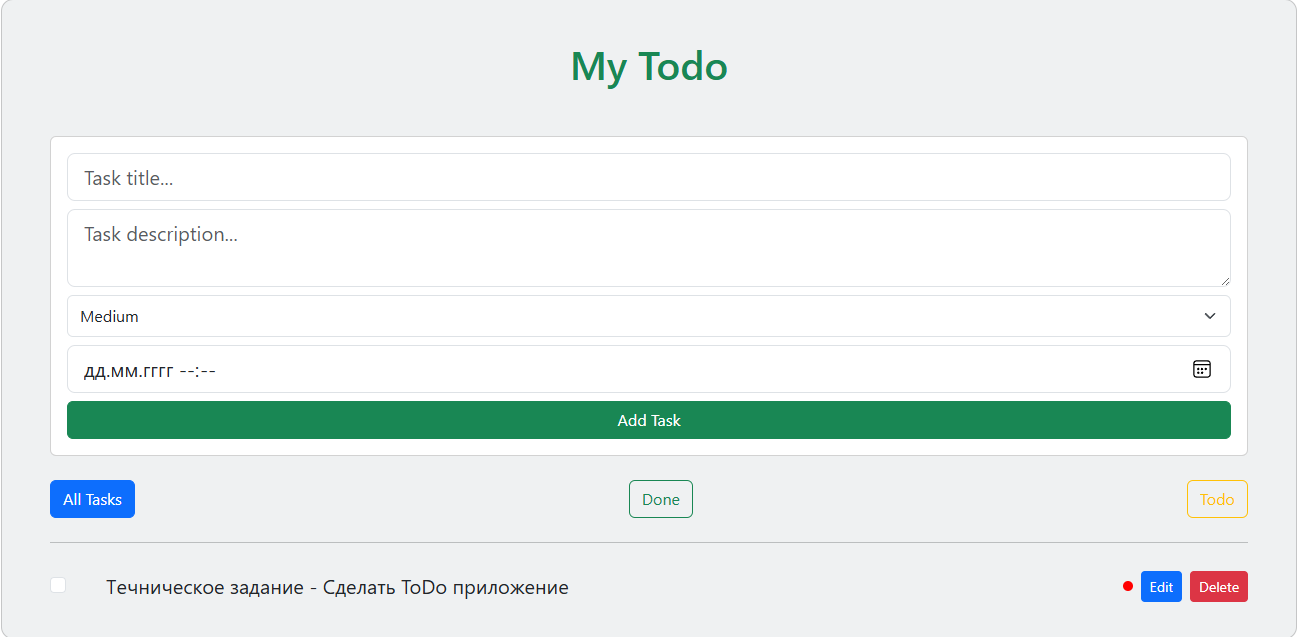 My Todo
Task title...
Task description...
Medium
дд.мм.гггг --:--
Add Task
All Tasks
Done
Todo
Течническое задание - Сделать ToDo приложение
Edit
Delete